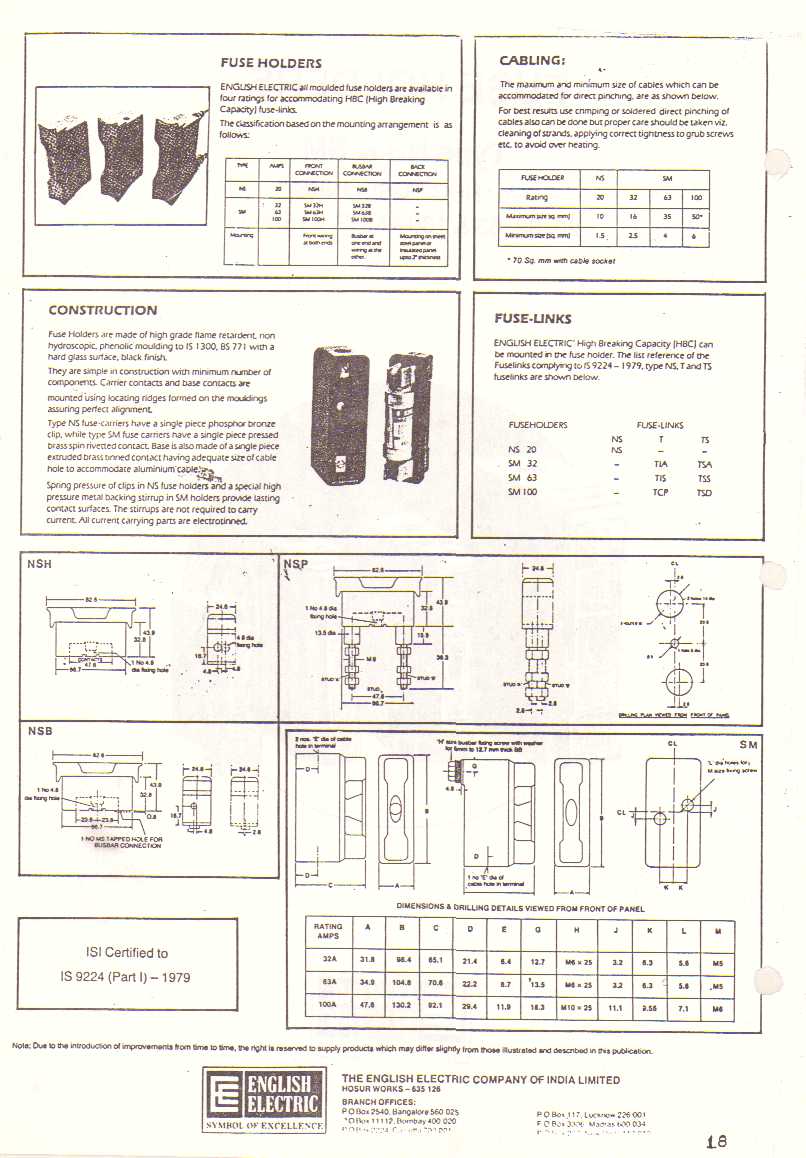 FUSE HOLDERS
ENGLISH ELECTRIC all moulded fuse holders are available in
four ratings for accommodating HBC (High Breaking
Capacity) fuse-links.
The classification based on the mounting arrangement is as
follows:
TYPE AMPS FRONT CONNECTION BUSBAR CONNECTION BACK CONNECTION
NS 20 NSH NSB NSP
SM 32 SM 32H SM 32B -
63 SM 63H SM 63B -
100 SM 100H SM 100B -
Mounting Front wiring at both ends Busbar at one end and wiring at the other. Mounting on sheet steel panel or insulated panel upto 3" thickness
CABLING:
The maximum and minimum size of cables which can be
accommodated for direct pinching, are as shown below.
For best results use crimping or soldered direct pinching of
cables also can be done but proper care should be taken viz.
cleaning of strands, applying correct tightness to grub screws
etc. to avoid over heating.
FUSE HOLDER NS SM
Rating 20 32 63 100
Maximum size (sq. mm) 10 16 35 50*
Minimum size (sq. mm) 1.5 2.5 4 6
* 70 Sq. mm with cable socket
CONSTRUCTION
Fuse Holders are made of high grade flame retardent, non
hydroscopic, phenolic moulding to IS 1300, BS 771 with a
hard glass surface, black finish.
They are simple in construction with minimum number of
components. Carrier contacts and base contacts are
mounted using locating ridges formed on the mouldings
assuring perfect alignment.
Type NS fuse-carriers have a single piece phosphor bronze
clip, while type SM fuse carriers have a single piece pressed
brass spin rivetted contact. Base is also made of a single piece
extruded brass tinned contact having adequate size of cable
hole to accommodate aluminium cable.
Spring pressure of clips in NS fuse holders and a special high
pressure metal backing stirrup in SM holders provide lasting
contact surfaces. The stirrups are not required to carry
current. All current carrying parts are electrotinned.
FUSE-LINKS
ENGLISH ELECTRIC' High Breaking Capacity (HBC) can
be mounted in the fuse holder. The list reference of the
Fuselinks complying to IS 9224 – 1979, type NS, T and TS
fuselinks are shown below.
FUSEHOLDERS FUSE-LINKS
NS T TS
NS 20 NS – –
SM 32 – TIA TSA
SM 63 – TIS TSS
SM 100 – TCP TSD
NSH
82.6
32.8
43.9
CONTACTS
47.6
66.7
1 No 4.8
dia fixing hole
24.6
4.8 dia
fixing hole
16.7
4.8
4.8
NSP
82.6
1 No 4.8 dia
fixing hole
32.8
43.9
13.5 dia
M8
STUD
47.6
66.7
24.6
2.8
CL
DRILLING PLAN VIEWED FROM FRONT OF PANEL
NSB
82.6
1 No 4.8
dia fixing hole
32.8
43.9
23.8 23.8
66.7
0.8
1 NO MS TAPPED HOLE FOR
BUSBAR CONNECTION
24.6
16.7
4.8
24.6
2.8
2 nos. 'E' dia of cable
hole in terminal
D
D
C
A
B
'H' size busbar fixing screw with washer
for 6mm to 12.7 mm thick BB
G
4.8
D
1 no 'E' dia of
cable hole in terminal
A
B
CL
SM
'L' dia holes for
M size fixing screw
CL
J
J
K K
DIMENSIONS & DRILLING DETAILS VIEWED FROM FRONT OF PANEL
RATING AMPS A B C D E G H J K L M
32A 31.8 98.4 65.1 21.4 6.4 12.7 M6 × 25 3.2 6.3 5.6 M5
63A 34.9 104.8 70.6 22.2 8.7 13.5 M6 × 25 3.2 6.3 5.6 M5
100A 47.6 130.2 92.1 29.4 11.9 18.3 M10 × 25 11.1 9.56 7.1 M6
ISI Certified to
IS 9224 (Part I) – 1979
Note: Due to the introduction of improvements from time to time, the right is reserved to supply products which may differ slightly from those illustrated and described in this publication.
ENGLISH
ELECTRIC
SYMBOL OF EXCELLENCE
THE ENGLISH ELECTRIC COMPANY OF INDIA LIMITED
HOSUR WORKS – 635 126
BRANCH OFFICES:
P O Box 2540, Bangalore 560 025
P O Box 11112, Bombay 400 020
P O Box 117, Lucknow 226 001
P O Box 3306 Madras 600 034
18